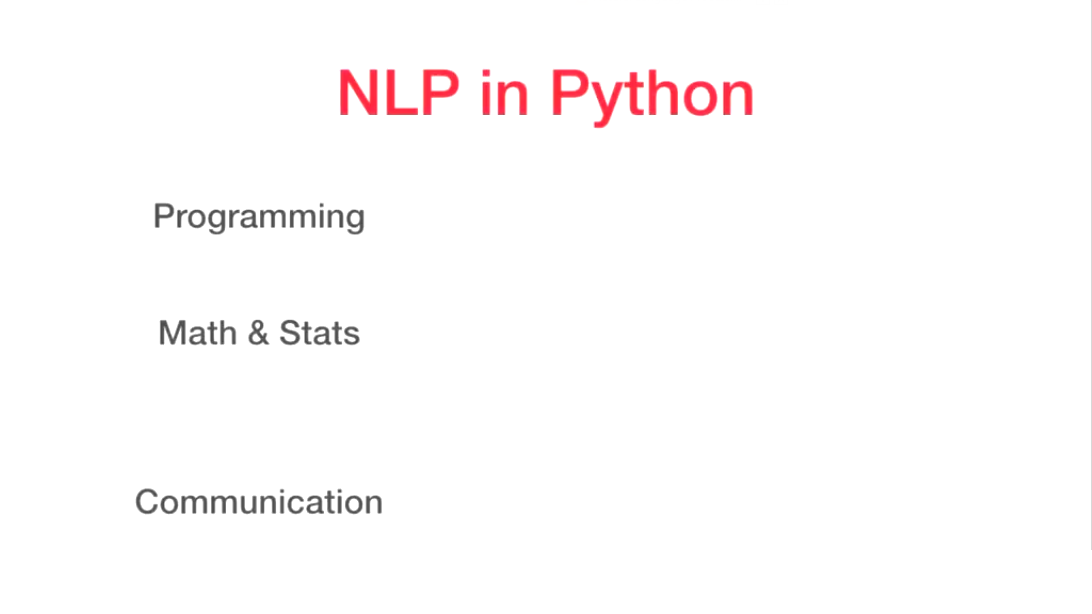 NLP in Python
Programming
Math & Stats
Communication